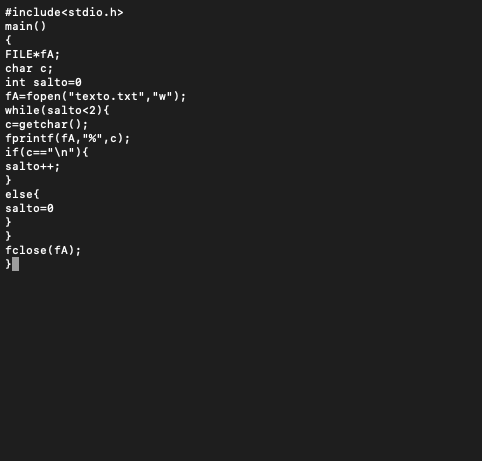 #include<stdio.h>
main()
{
FILE*fA;
char c;
int salto=0
fA=fopen("texto.txt","w");
while(salto<2){
c=getchar();
fprintf(fA,"%",c);
if(c=="\n"){
salto++;
}
else{
salto=0
}
}
fclose(fA);
}